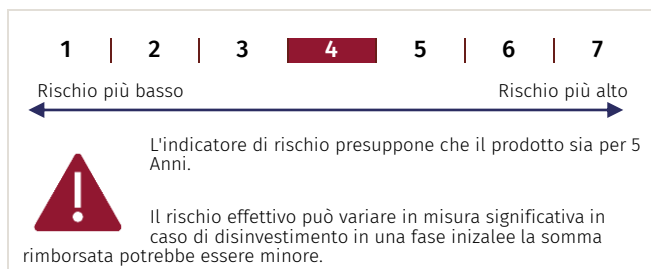 1 | 2 | 3 | 4 | 5 | 6 | 7
Rischio più basso Rischio più alto
L'indicatore di rischio presuppone che il prodotto sia per 5
Anni.
Il rischio effettivo può variare in misura significativa in
caso di disinvestimento in una fase inizalee la somma
rimborsata potrebbe essere minore.